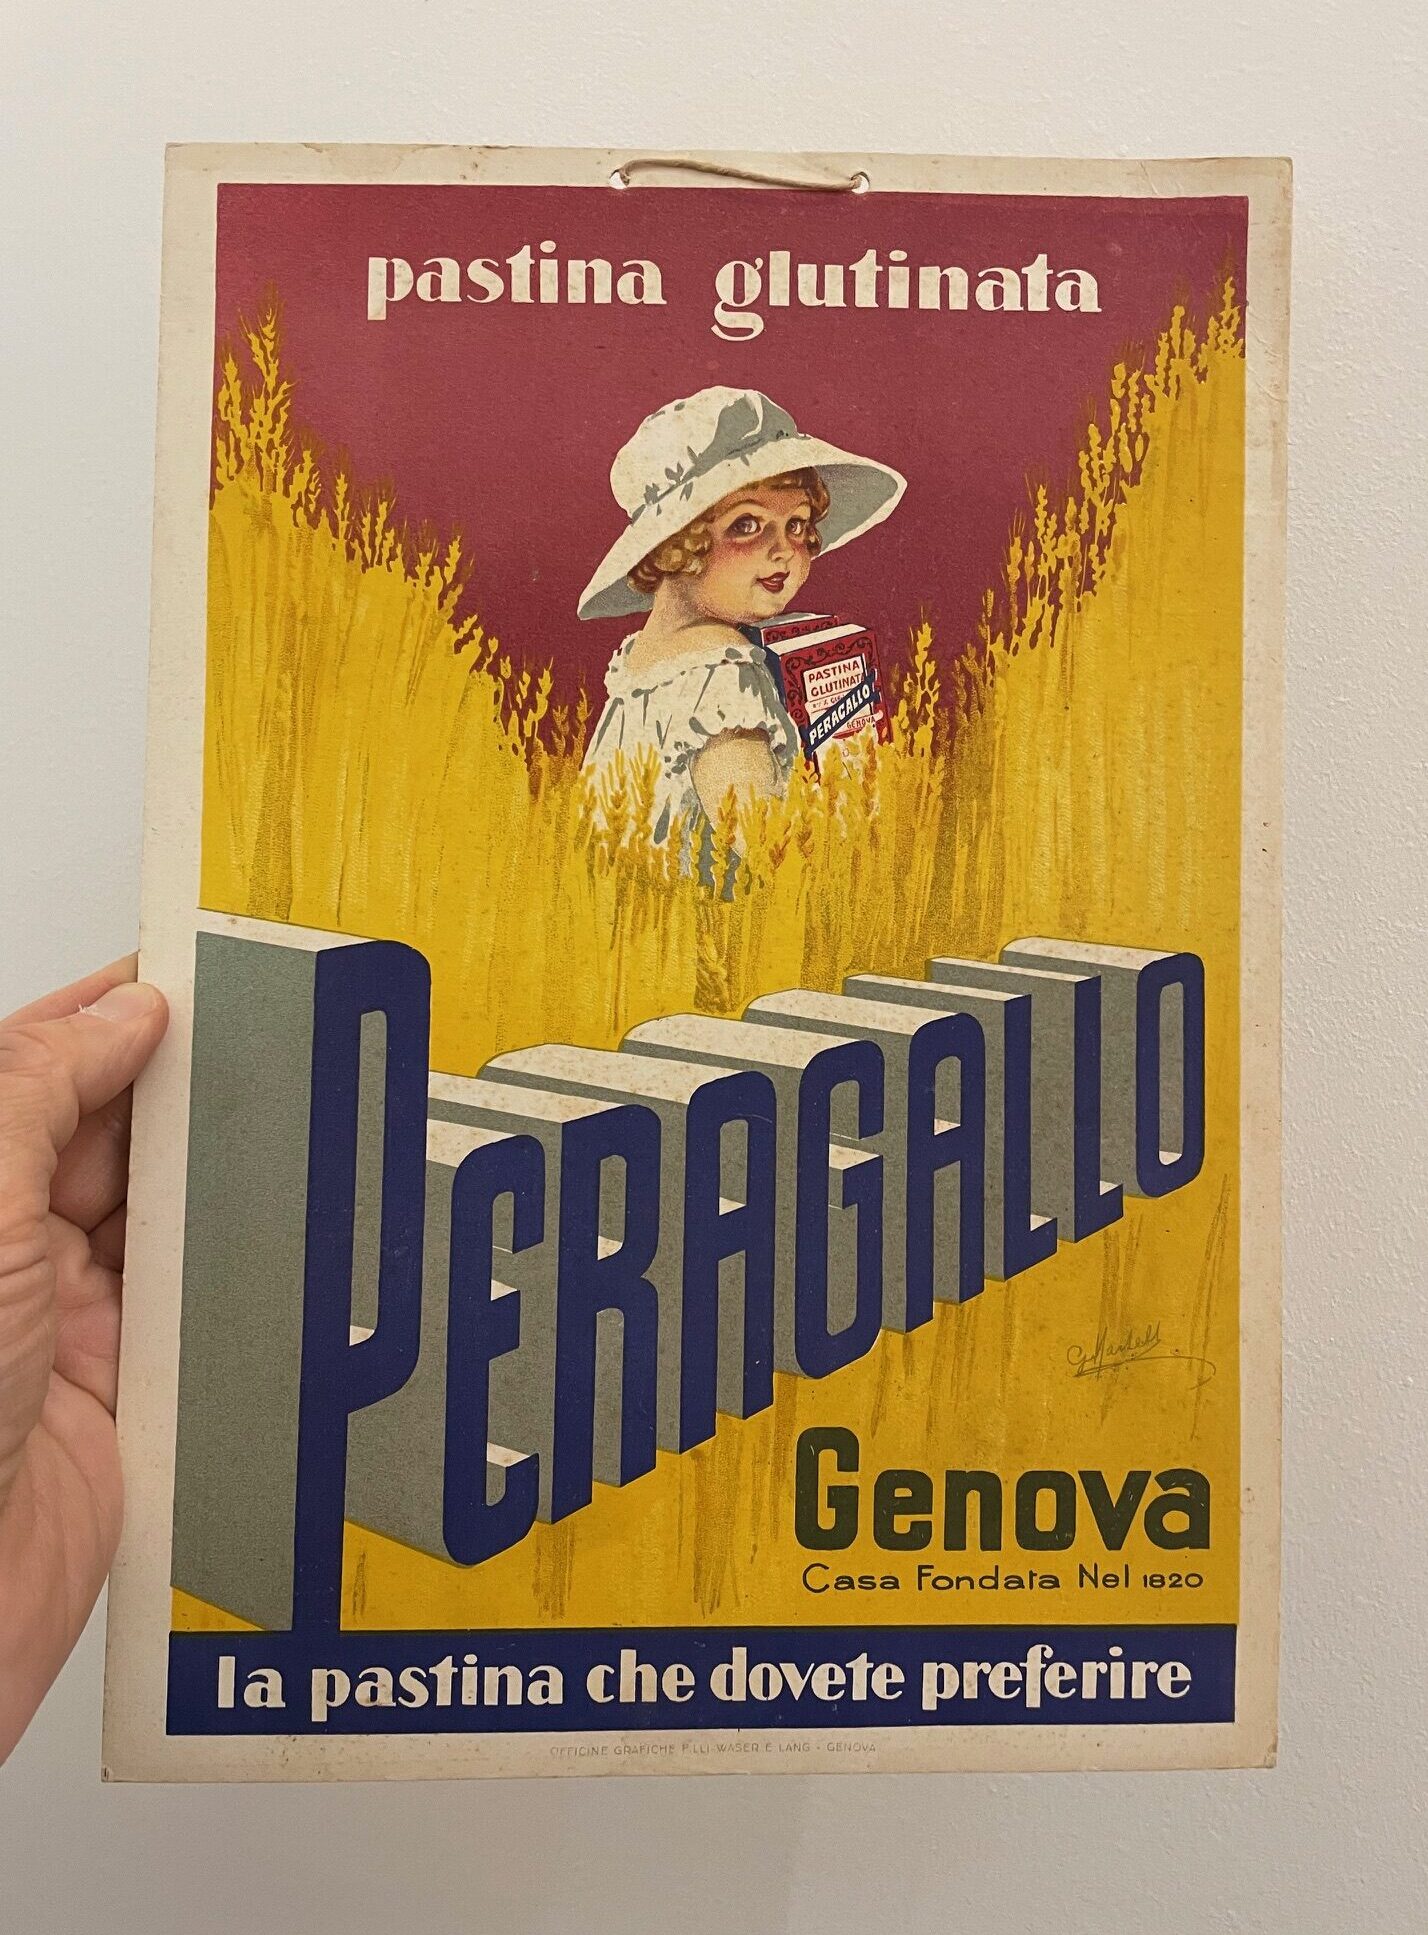 pastina glutinata
PASTINA
GLUTINATA
PERAGALLO
GENOVA
PERAGALLO
Genova
Casa Fondata Nel 1820
la pastina che dovete preferire
OFFICINE GRAFICHE F.LLI WASER E LANG - GENOVA